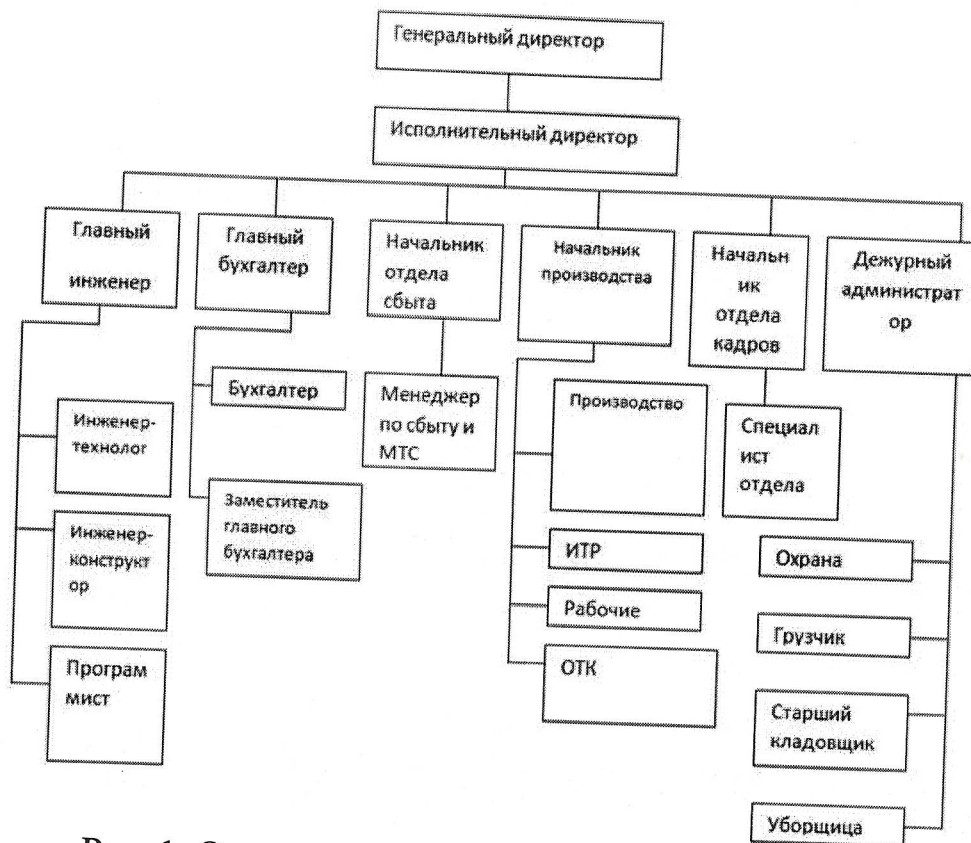 Генеральный директор
Исполнительный директор
Главный
инженер
Главный
бухгалтер
Начальник
отдела
сбыта
Начальник
производства
Начальн
ик
отдела
кадров
Дежурный
администрат
ор
Инженер-
технолог
Инженер-
конструкт
ор
Програм
мист
Бухгалтер
Заместитель
главного
бухгалтера
Менеджер
по сбыту и
МТС
Производство
ИТР
Рабочие
ОТК
Специал
ист
отдела
Охрана
Грузчик
Старший
кладовщик
Уборщица